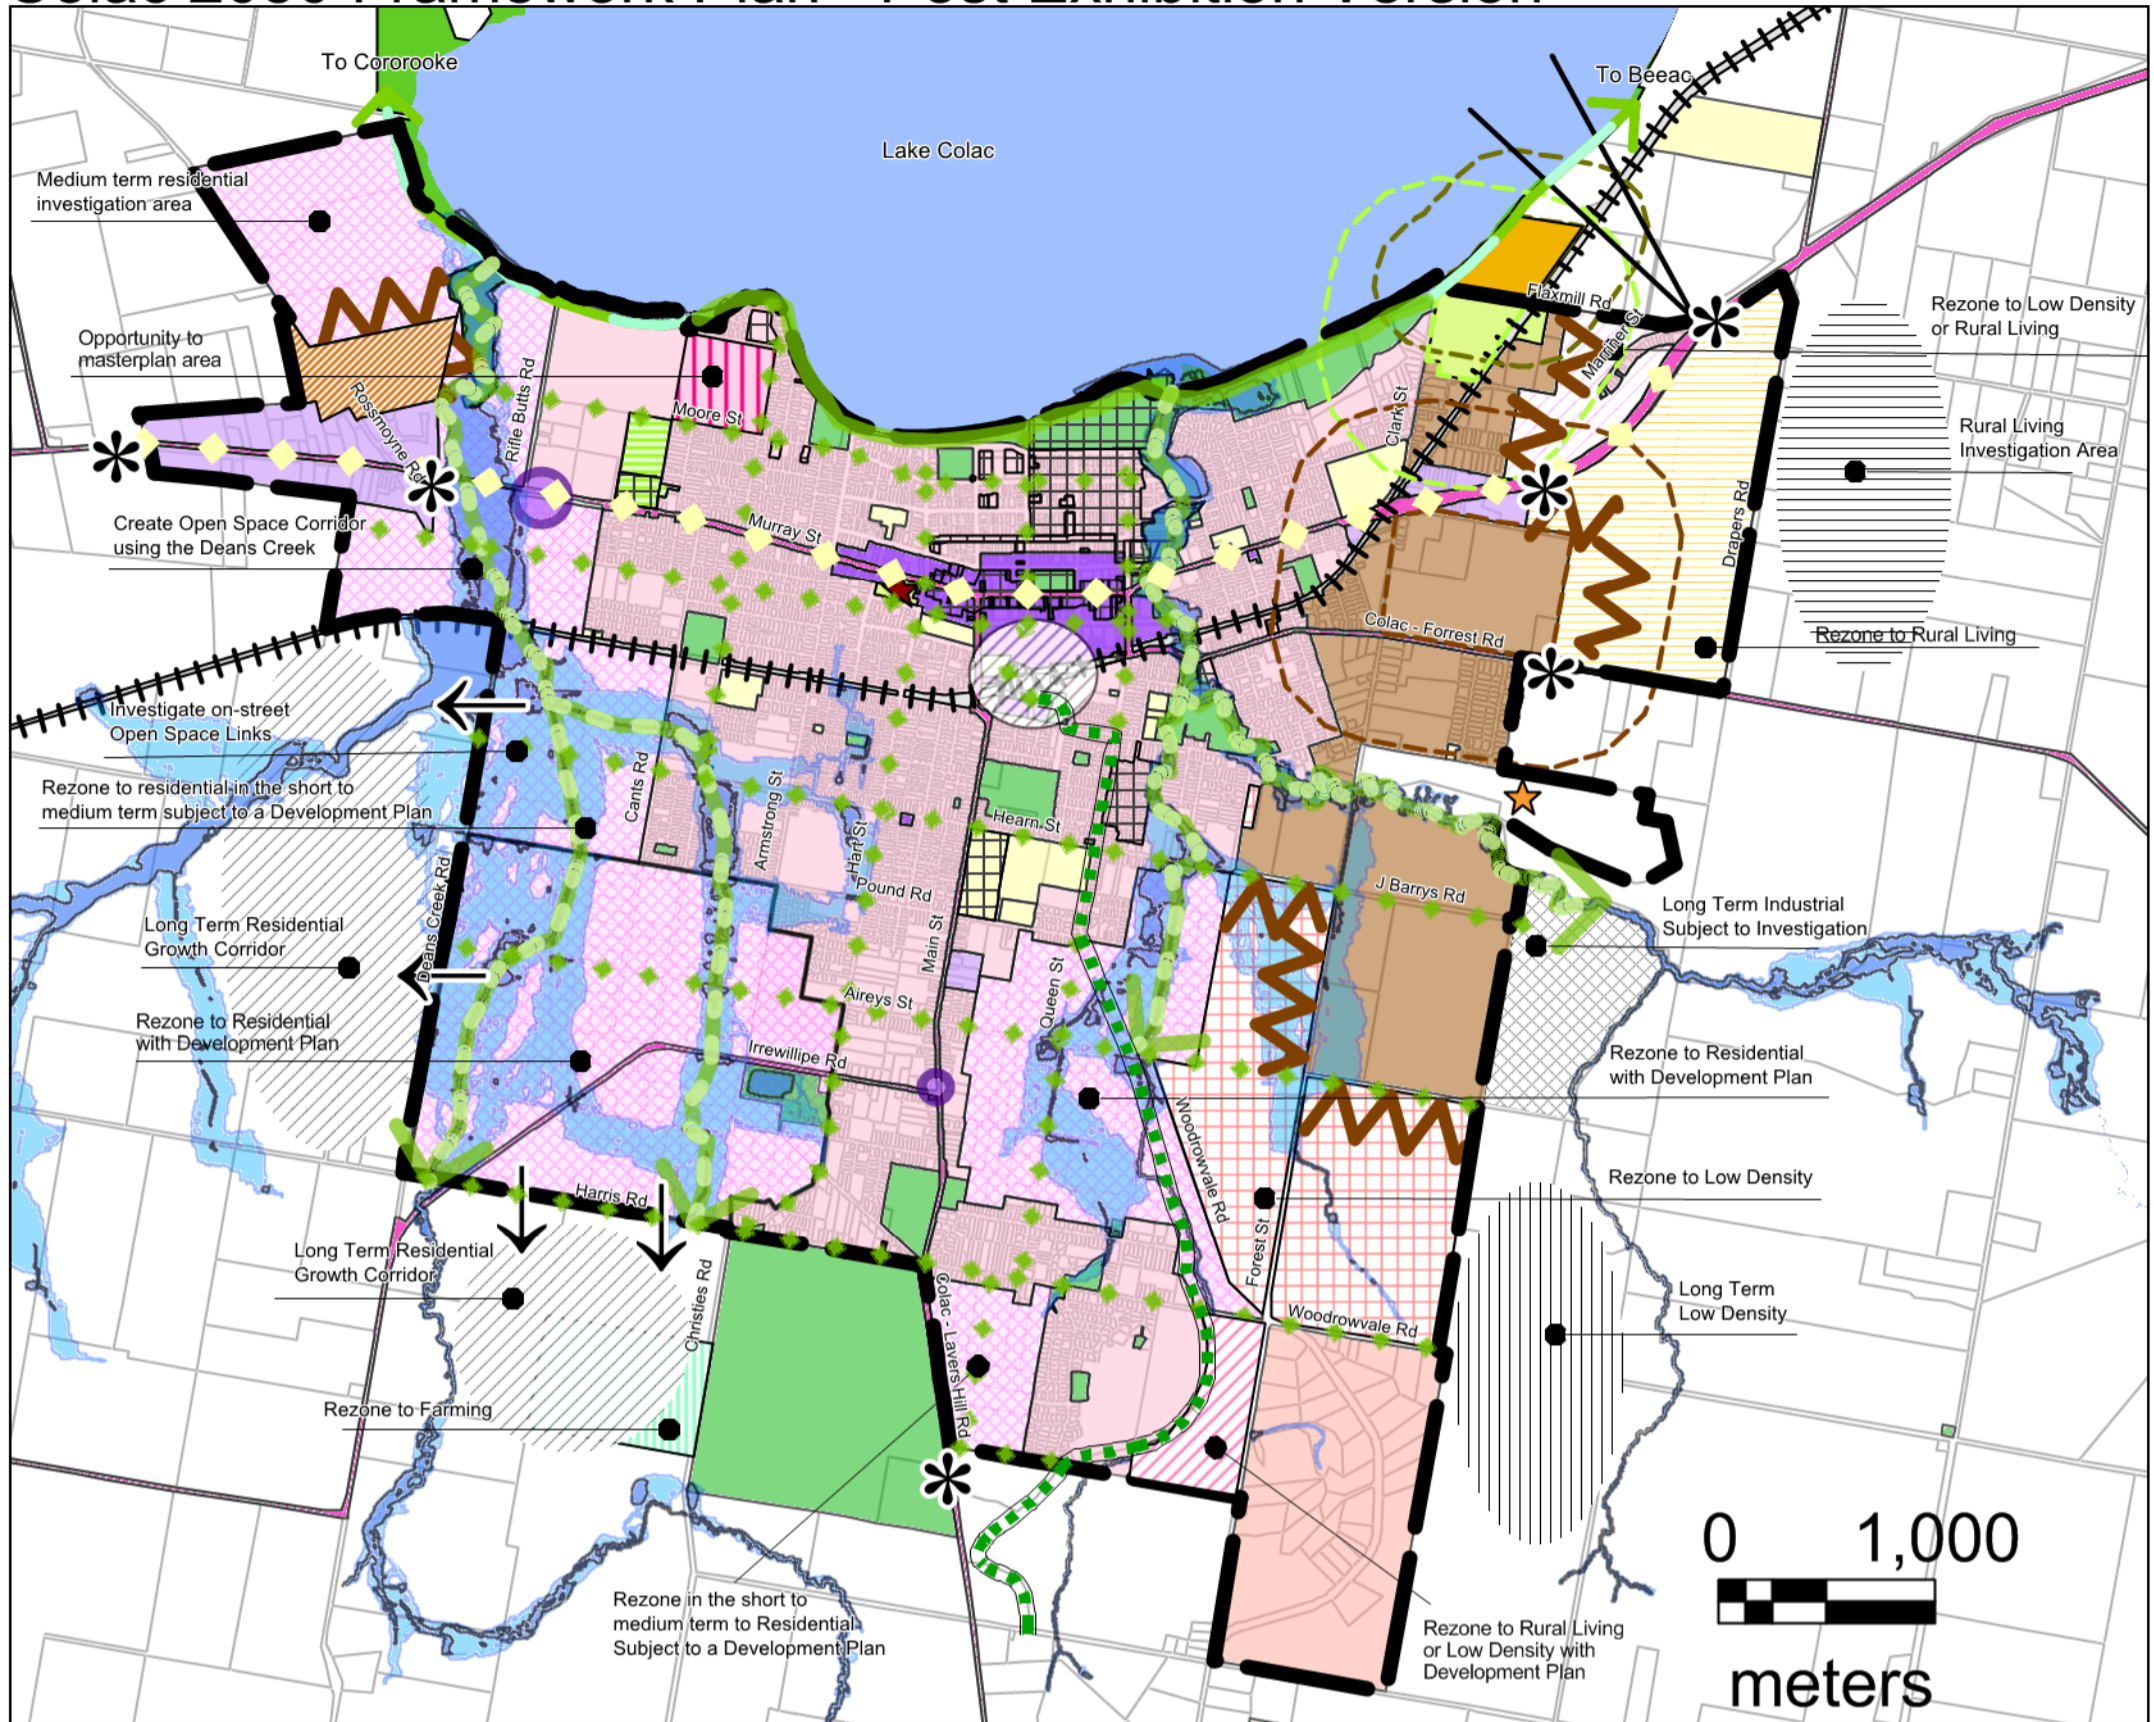 Colac 2050 Framework Plan - Post Exhibition Version
To Cororooke
To Beeac
Lake Colac
Medium term residential
investigation area
Flaxmill Rd
Rezone to Low Density
or Rural Living
Marriner St
Opportunity to
masterplan area
Rossmoyne Rd
Rifle Butts Rd
Moore St
Clark St
Rural Living
Investigation Area
Murray St
Drapers Rd
Create Open Space Corridor
using the Deans Creek
Colac - Forrest Rd
Rezone to Rural Living
Investigate on-street
Open Space Links
Cants Rd
Armstrong St
Hart St
Hearn St
Rezone to residential in the short to
medium term subject to a Development Plan
Deans Creek Rd
Pound Rd
J Barrys Rd
Long Term Industrial
Subject to Investigation
Long Term Residential
Growth Corridor
Main St
Queen St
Aireys St
Rezone to Residential
with Development Plan
Irrewillipe Rd
Rezone to Residential
with Development Plan
Woodrowvale Rd
Rezone to Low Density
Harris Rd
Forest St
Long Term Residential
Growth Corridor
Christies Rd
Colac - Lavers Hill Rd
Woodrowvale Rd
Long Term
Low Density
Rezone to Farming
Rezone in the short to
medium term to Residential
Subject to a Development Plan
Rezone to Rural Living
or Low Density with
Development Plan
0 1,000
meters